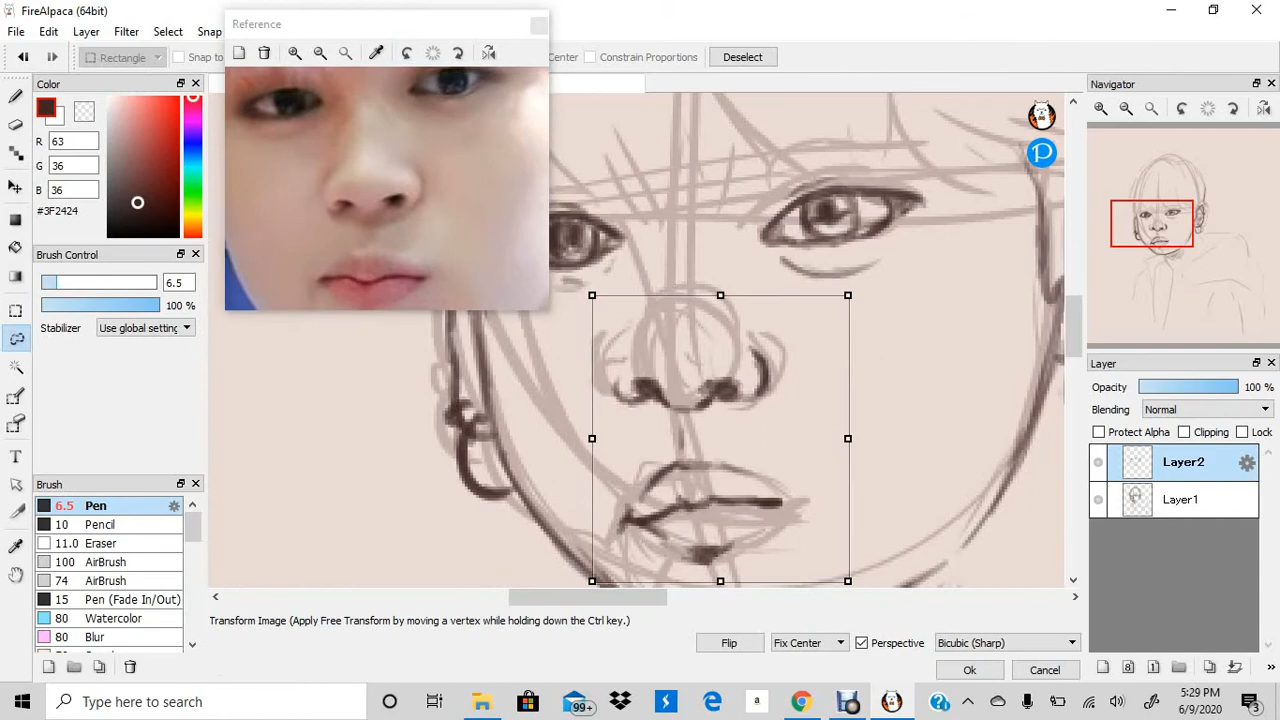 FireAlpaca (64bit)
Reference
File Edit Layer Filter Select Snap
Rectangle Snap to Center Constrain Proportions Deselect
Color
R 63
G 36
B 36
#3F2424
Brush Control
6.5
100 %
Stabilizer Use global setting
Brush
6.5 Pen
10 Pencil
11.0 Eraser
100 AirBrush
74 AirBrush
15 Pen (Fade In/Out)
80 Watercolor
80 Blur
Navigator
Layer
Opacity 100 %
Blending Normal
Protect Alpha Clipping Lock
Layer2
Layer1
Transform Image (Apply Free Transform by moving a vertex while holding down the Ctrl key.)
Flip Fix Center Perspective Bicubic (Sharp)
Ok Cancel
Type here to search
99+
a
5:29 PM
6/9/2020
3